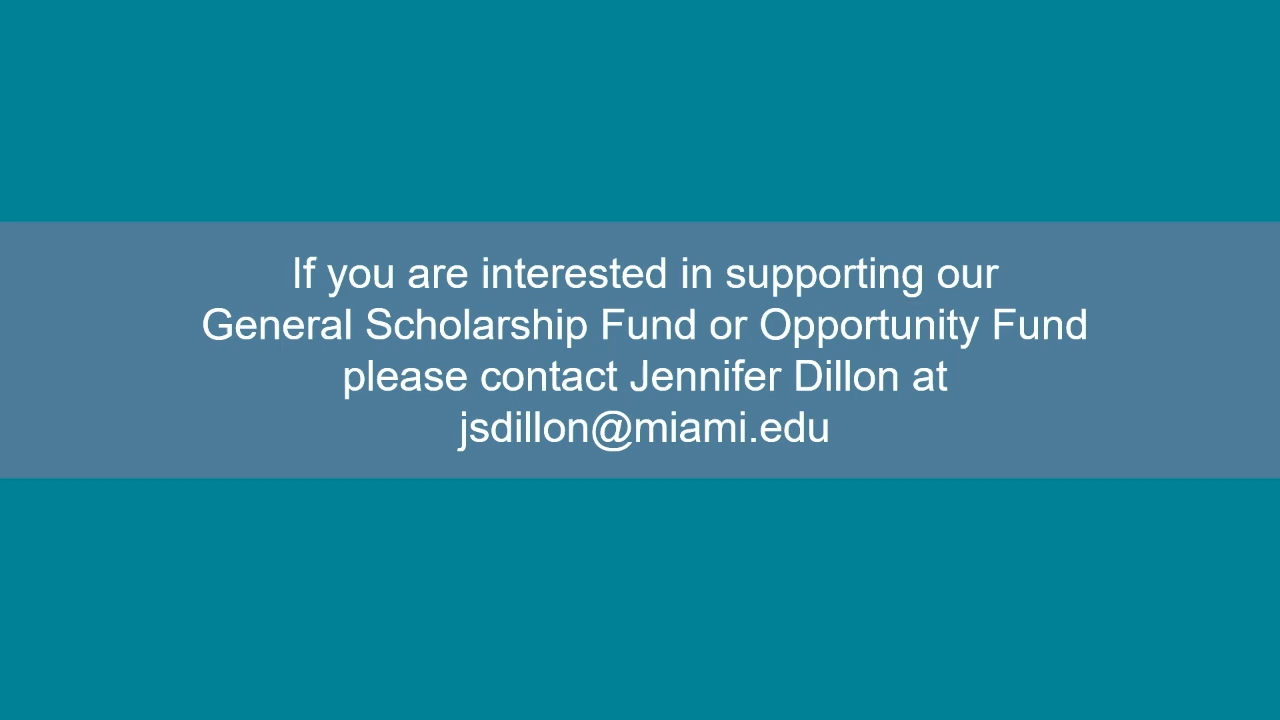 If you are interested in supporting our
General Scholarship Fund or Opportunity Fund
please contact Jennifer Dillon at
jsdillon@miami.edu